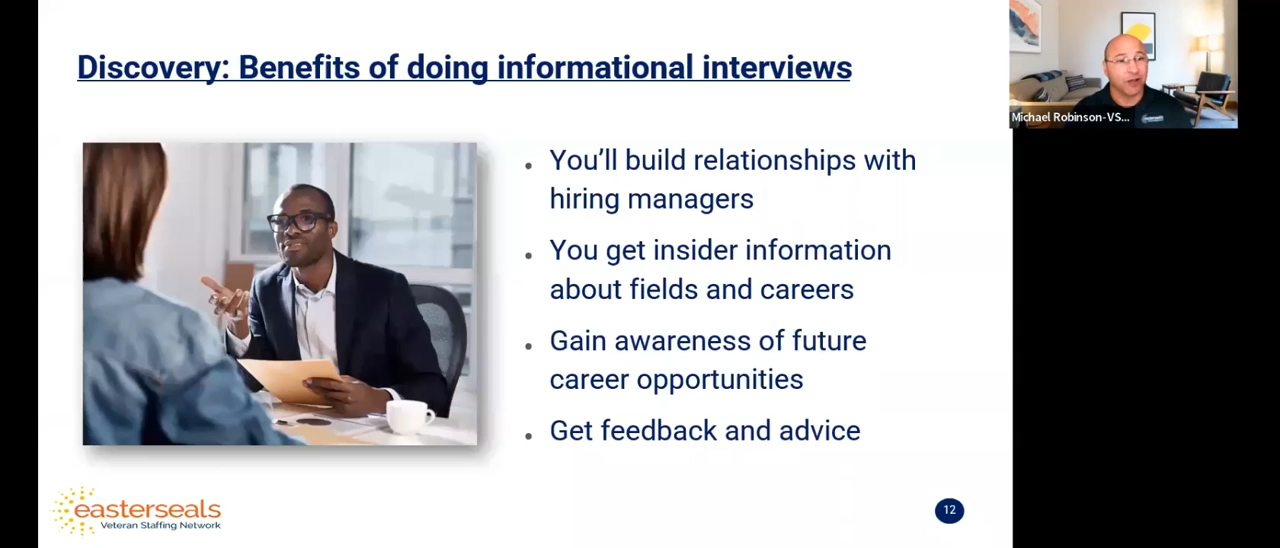 Discovery: Benefits of doing informational interviews
Michael Robinson-VS...
You’ll build relationships with
hiring managers
You get insider information
about fields and careers
Gain awareness of future
career opportunities
Get feedback and advice
easterseals
Veteran Staffing Network
12